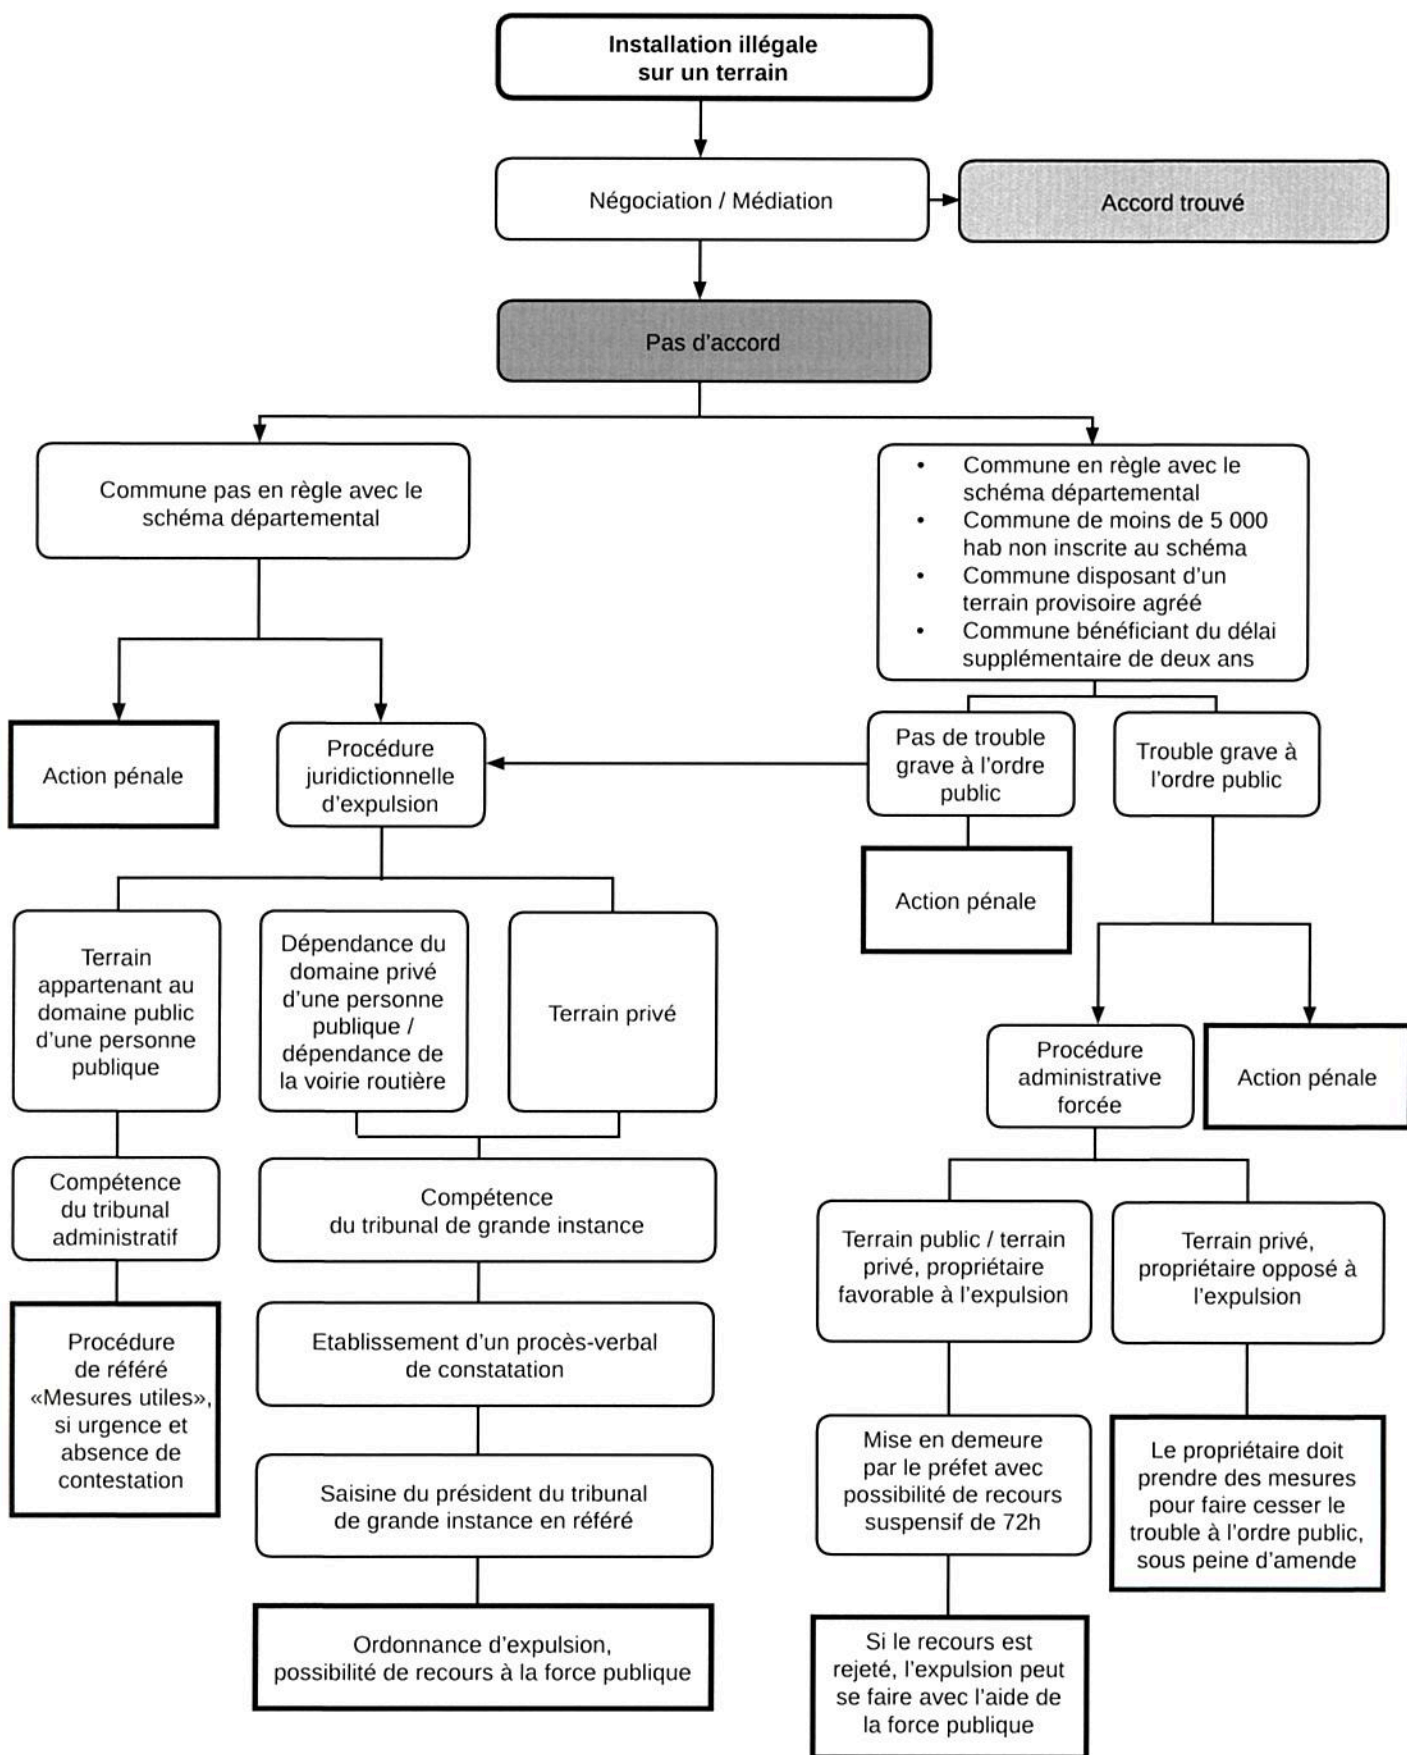 Installation illégale
sur un terrain
Négociation / Médiation
Accord trouvé
Pas d'accord
Commune pas en règle avec le
schéma départemental
• Commune en règle avec le
schéma départemental
• Commune de moins de 5 000
hab non inscrite au schéma
• Commune disposant d'un
terrain provisoire agréé
• Commune bénéficiant du délai
supplémentaire de deux ans
Action pénale
Procédure
juridictionnelle
d'expulsion
Pas de trouble
grave à l'ordre
public
Trouble grave à
l'ordre public
Action pénale
Terrain
appartenant au
domaine public
d'une personne
publique
Dépendance du
domaine privé
d'une personne
publique /
dépendance de
la voirie routière
Terrain privé
Procédure
administrative
forcée
Action pénale
Compétence
du tribunal
administratif
Compétence
du tribunal de grande instance
Terrain public / terrain
privé, propriétaire
favorable à l'expulsion
Terrain privé,
propriétaire opposé à
l'expulsion
Procédure
de référé
«Mesures utiles»,
si urgence et
absence de
contestation
Etablissement d'un procès-verbal
de constatation
Mise en demeure
par le préfet avec
possibilité de recours
suspensif de 72h
Le propriétaire doit
prendre des mesures
pour faire cesser le
trouble à l'ordre public,
sous peine d'amende
Saisine du président du tribunal
de grande instance en référé
Ordonnance d'expulsion,
possibilité de recours à la force publique
Si le recours est
rejeté, l'expulsion peut
se faire avec l'aide de
la force publique